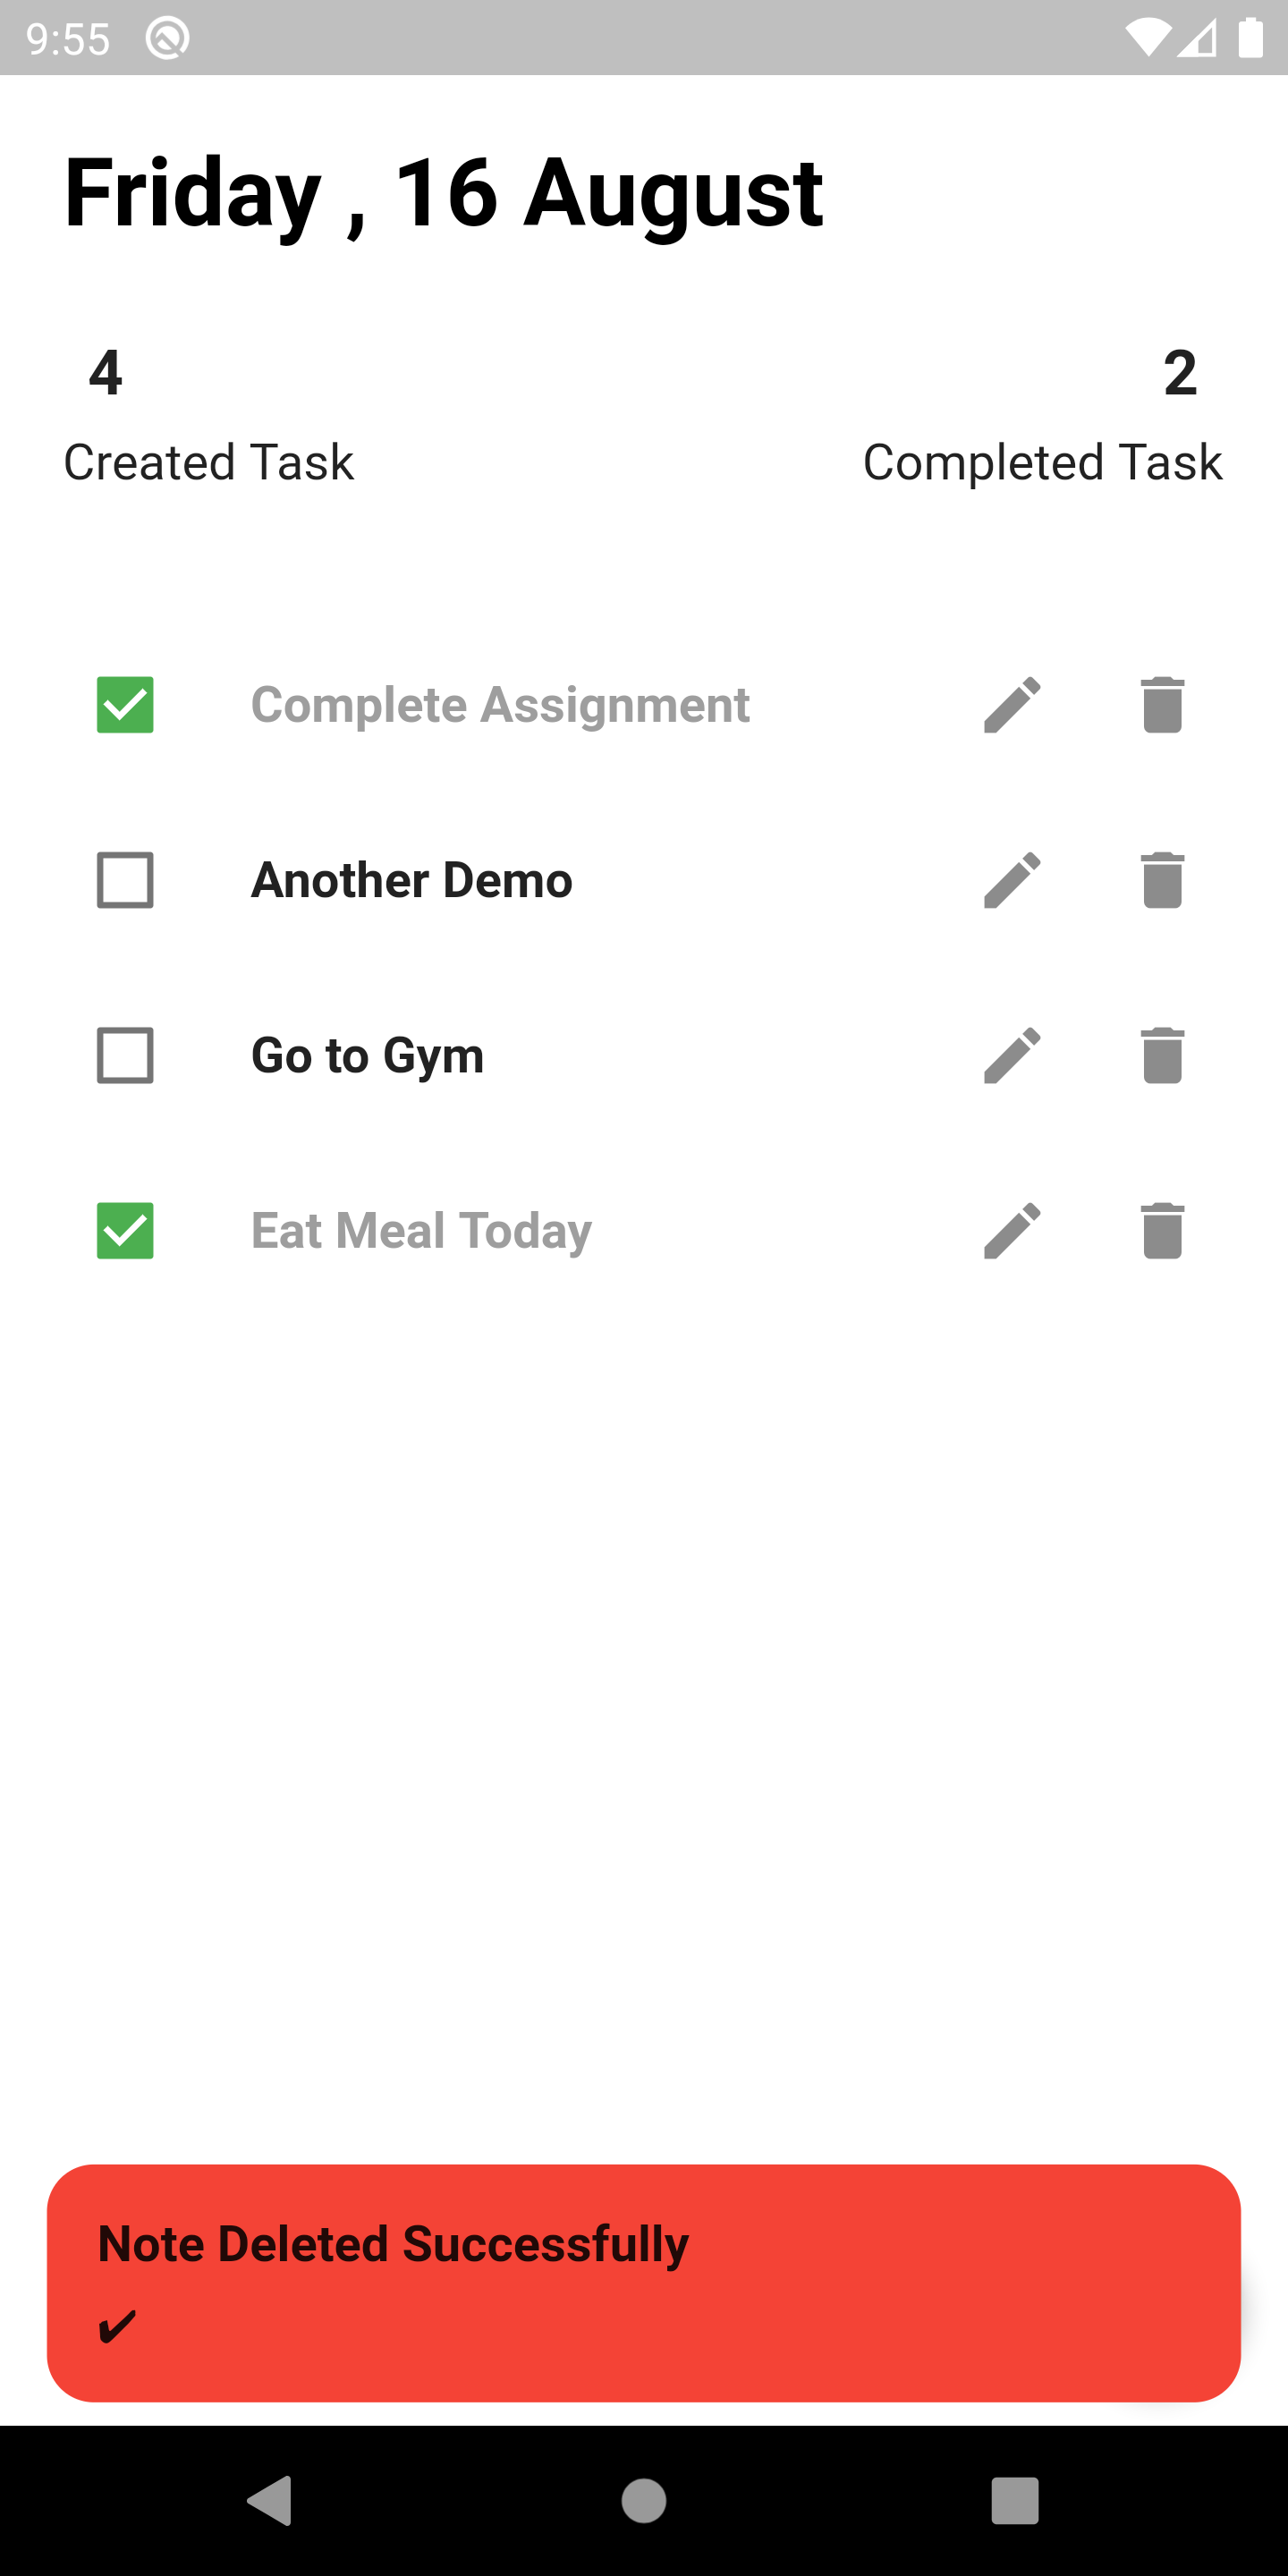 9:55
Friday , 16 August
4
2
Created Task
Completed Task
Complete Assignment
Another Demo
Go to Gym
Eat Meal Today
Note Deleted Successfully
✔